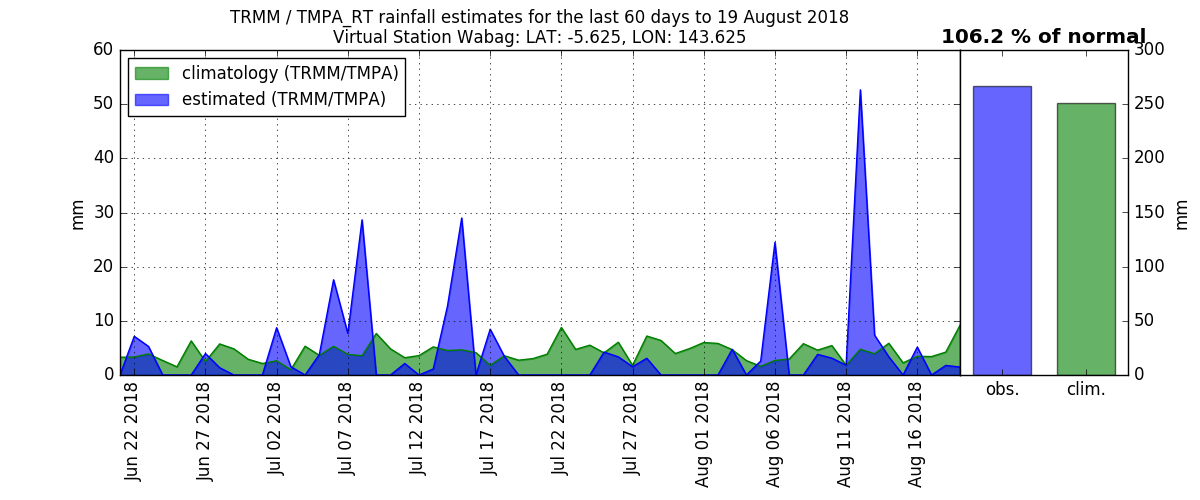 TRMM / TMPA_RT rainfall estimates for the last 60 days to 19 August 2018
Virtual Station Wabag: LAT: -5.625, LON: 143.625
106.2 % of normal
climatology (TRMM/TMPA)
estimated (TRMM/TMPA)
mm
60
50
40
30
20
10
0
Jun 22 2018
Jun 27 2018
Jul 02 2018
Jul 07 2018
Jul 12 2018
Jul 17 2018
Jul 22 2018
Jul 27 2018
Aug 01 2018
Aug 06 2018
Aug 11 2018
Aug 16 2018
obs.
clim.
300
250
200
150
100
50
0
mm